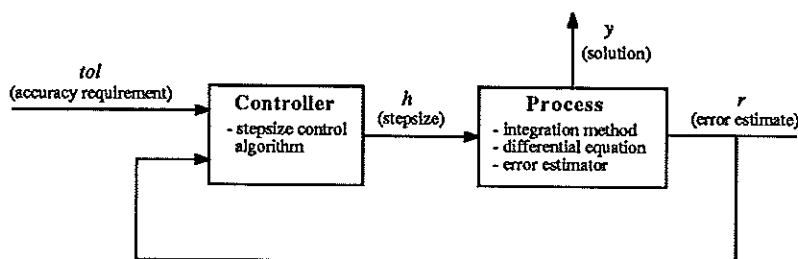 tol
(accuracy requirement)
Controller
- stepsize control
algorithm
h
(stepsize)
y
(solution)
Process
- integration method
- differential equation
- error estimator
r
(error estimate)